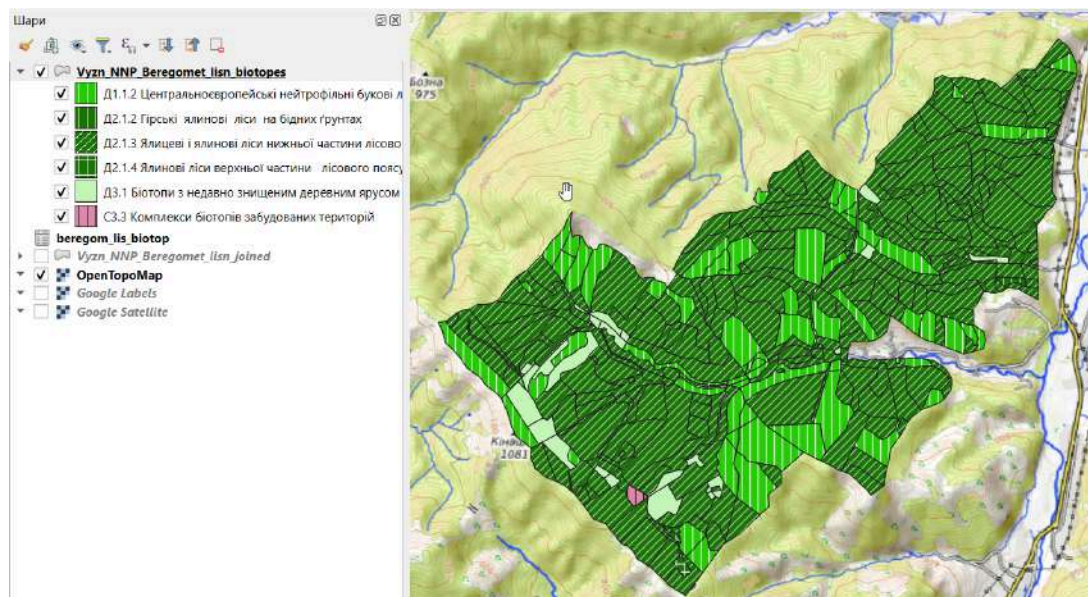 Шари
Vyzn_NNP_Beregomet_lisn_biotopes
Д1.1.2 Центральноєвропейські нейтрофільні букові л
Д2.1.2 Гірські ялинові ліси на бідних ґрунтах
Д2.1.3 Ялицеві і ялинові ліси нижньої частини лісово
Д2.1.4 Ялинові ліси верхньої частини лісового поясу
Д3.1 Біотопи з недавно знищеним деревним ярусом
С3.3 Комплекси біотопів забудованих територій
beregom_lis_biotop
Vyzn_NNP_Beregomet_lisn_joined
OpenTopoMap
Google Labels
Google Satellite
Бозна
975
1081